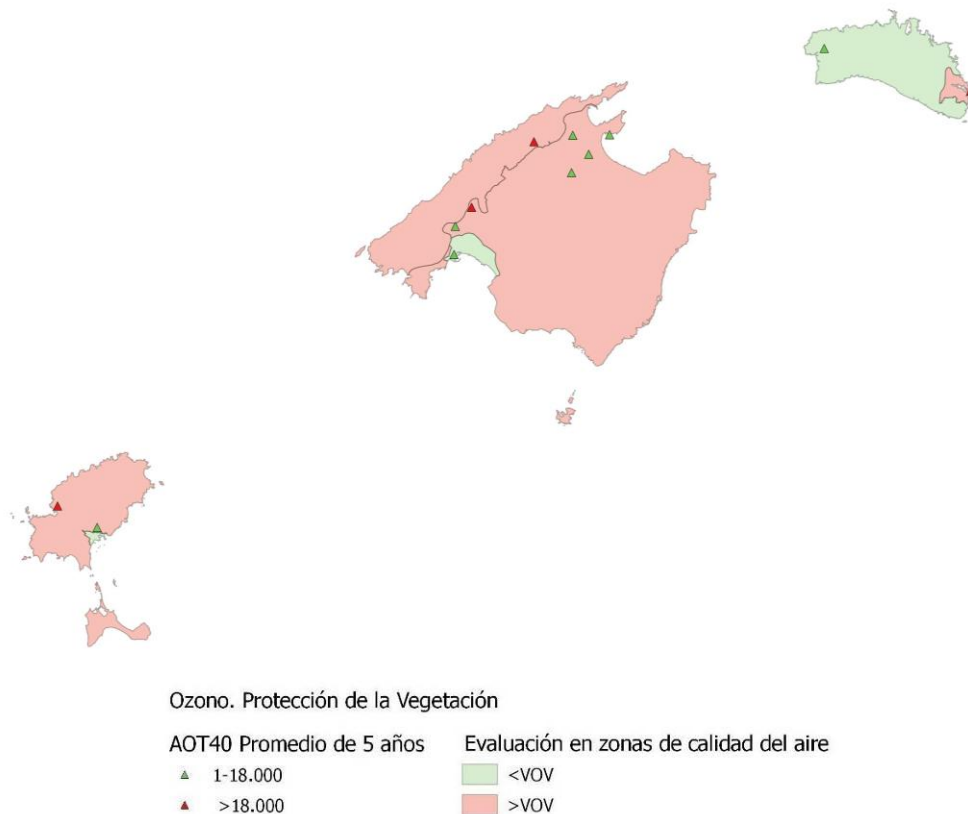 Ozono. Protección de la Vegetación
AOT40 Promedio de 5 años
1-18.000
>18.000
Evaluación en zonas de calidad del aire
<VOV
>VOV